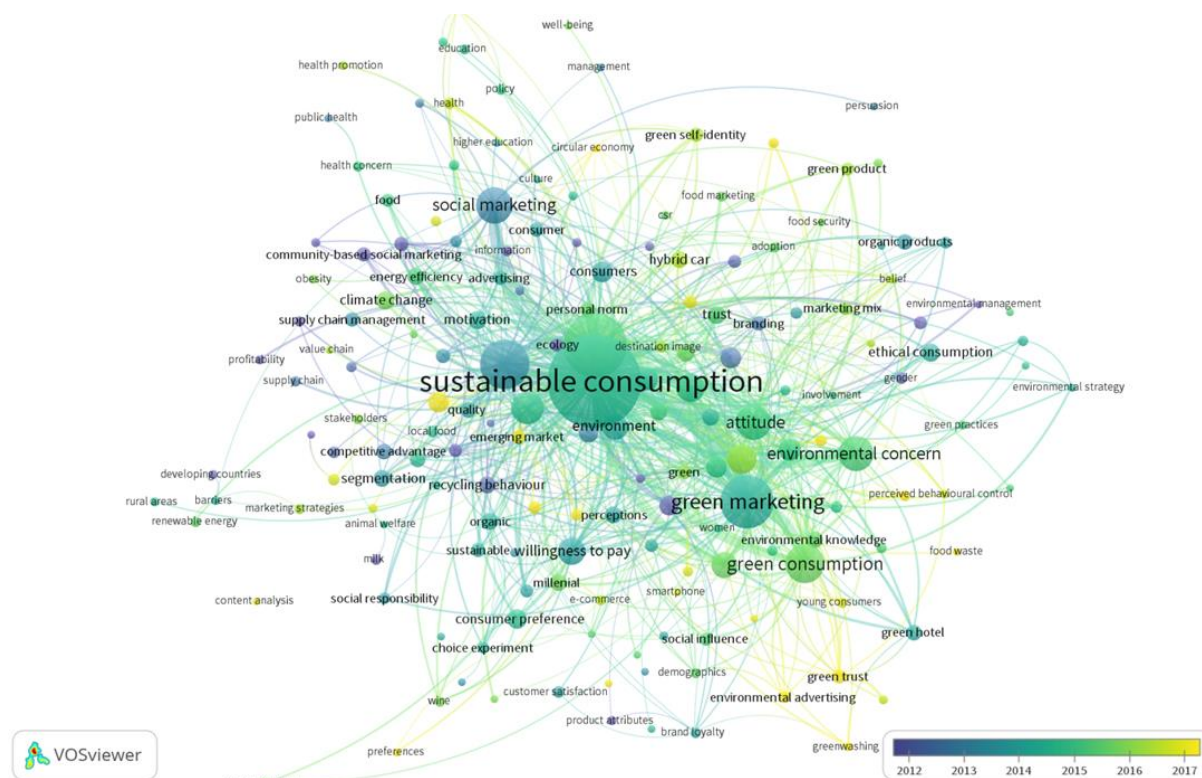 well-being
education
health promotion
management
policy
health
persuasion
public health
green self-identity
higher education
circular economy
health concern
green product
culture
food
food marketing
social marketing
csr
food security
consumer
organic products
information
adoption
community-based social marketing
hybrid car
consumers
obesity
energy efficiency
advertising
belief
climate change
environmental management
personal norm
marketing mix
trust
supply chain management
motivation
branding
ecology
destination image
value chain
ethical consumption
profitability
supply chain
gender
sustainable consumption
environmental strategy
involvement
quality
stakeholders
attitude
environment
green practices
local food
emerging market
competitive advantage
environmental concern
developing countries
green
segmentation
recycling behaviour
perceived behavioural control
rural areas
barriers
green marketing
marketing strategies
perceptions
renewable energy
animal welfare
organic
women
environmental knowledge
sustainable
willingness to pay
food waste
milk
green consumption
millenial
smartphone
content analysis
social responsibility
e-commerce
young consumers
consumer preference
green hotel
social influence
choice experiment
demographics
green trust
customer satisfaction
wine
environmental advertising
product attributes
brand loyalty
greenwashing
preferences
VOSviewer
2012 2013 2014 2015 2016 2017